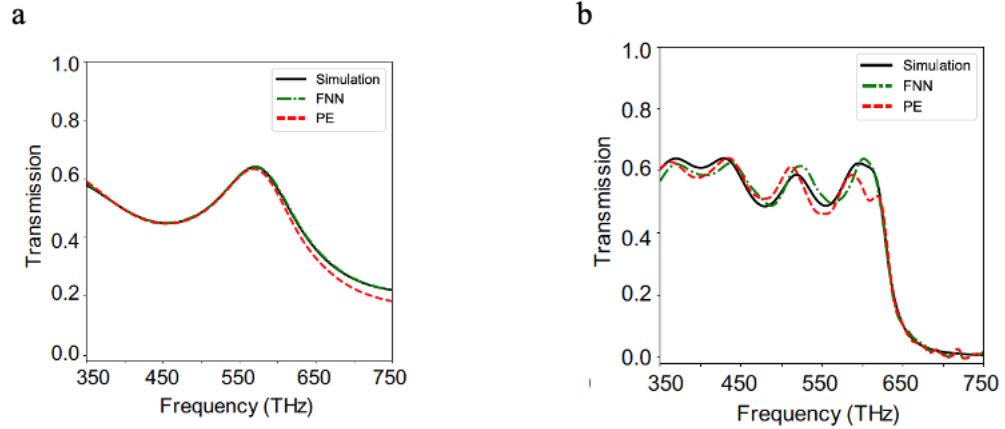 a
1.0
0.8
0.6
0.4
0.2
0.0
Transmission
Simulation
FNN
PE
350 450 550 650 750
Frequency (THz)
b
1.0
0.8
0.6
0.4
0.2
0.0
Transmission
Simulation
FNN
PE
350 450 550 650 750
Frequency (THz)